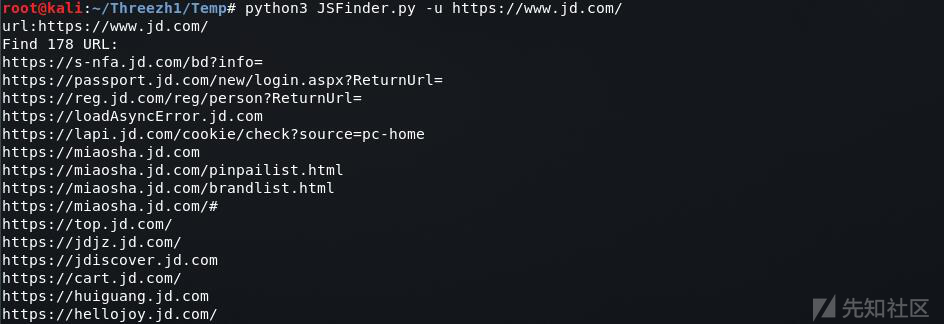 root@kali:~/Threezh1/Temp# python3 JSFinder.py -u https://www.jd.com/
url:https://www.jd.com/
Find 178 URL:
https://s-nfa.jd.com/bd?info=
https://passport.jd.com/new/login.aspx?ReturnUrl=
https://reg.jd.com/reg/person?ReturnUrl=
https://loadAsyncError.jd.com
https://lapi.jd.com/cookie/check?source=pc-home
https://miaosha.jd.com
https://miaosha.jd.com/pinpailist.html
https://miaosha.jd.com/brandlist.html
https://miaosha.jd.com/#
https://top.jd.com/
https://jdjz.jd.com/
https://jdiscover.jd.com
https://cart.jd.com/
https://huiguang.jd.com
https://hellojoy.jd.com/
先知社区